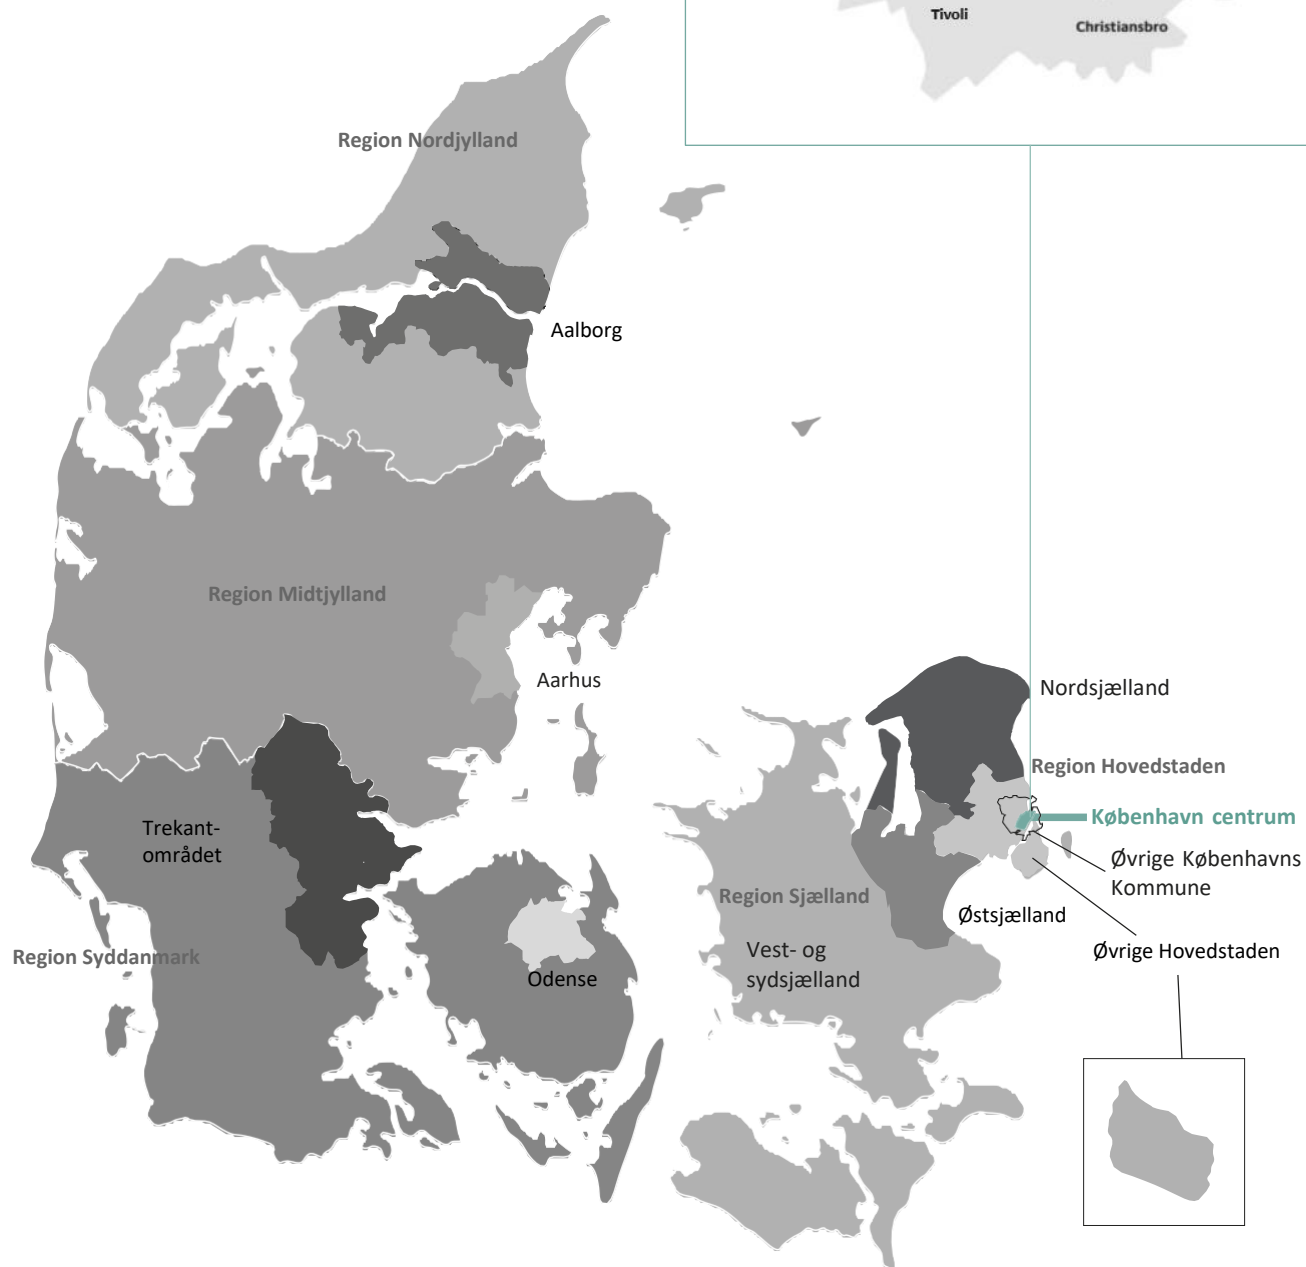 Tivoli
Christiansbro
Region Nordjylland
Aalborg
Region Midtjylland
Aarhus
Nordsjælland
Region Hovedstaden
København centrum
Trekant-
området
Øvrige Københavns
Kommune
Region Sjælland
Østsjælland
Vest- og
sydsjælland
Region Syddanmark
Odense
Øvrige Hovedstaden